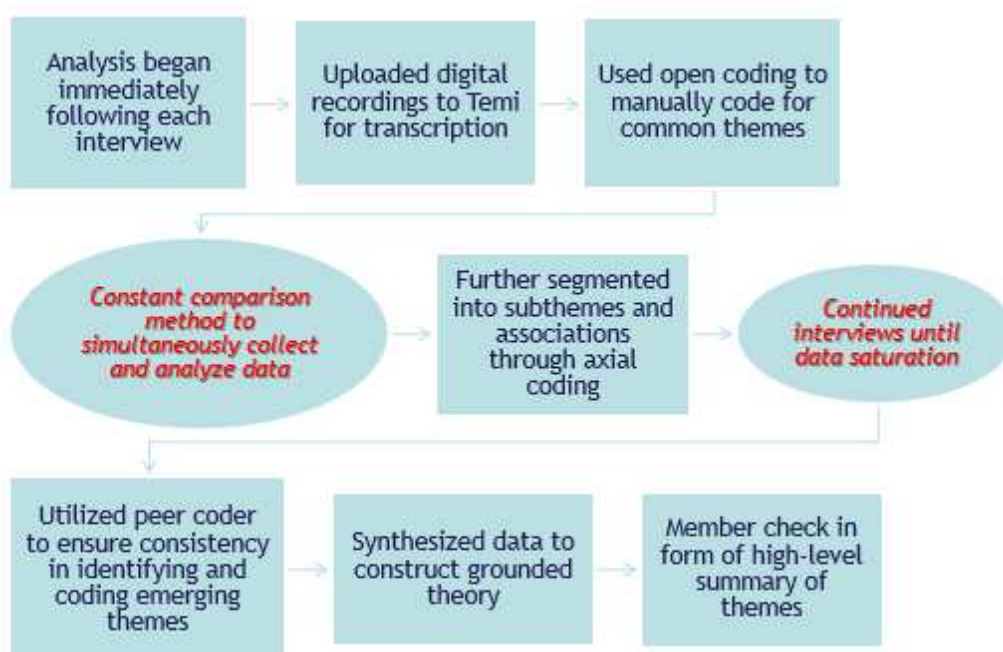 Analysis began
immediately
following each
interview
Uploaded digital
recordings to Temi
for transcription
Used open coding to
manually code for
common themes
Constant comparison
method to
simultaneously collect
and analyze data
Further segmented
into subthemes and
associations
through axial
coding
Continued
interviews until
data saturation
Utilized peer coder
to ensure consistency
in identifying and
coding emerging
themes
Synthesized data to
construct grounded
theory
Member check in
form of high-level
summary of
themes